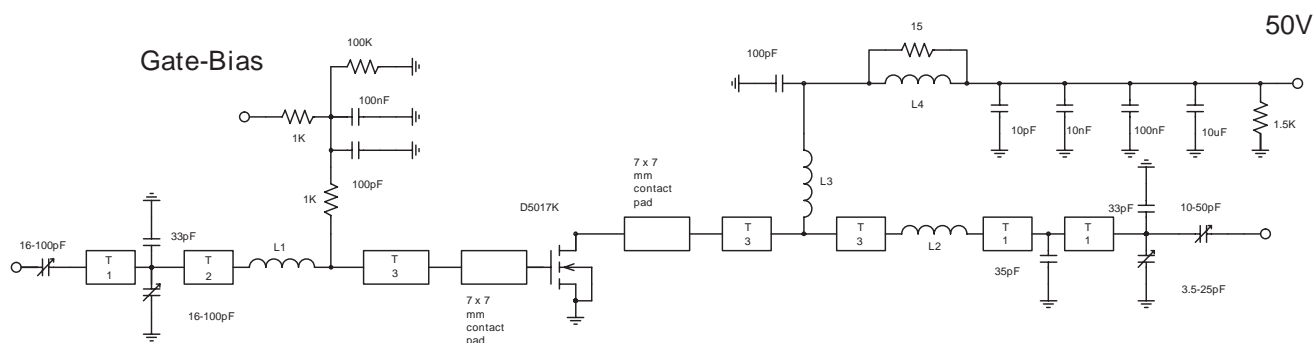 50V
Gate-Bias
100K
100nF
1K
100pF
1K
15
100pF
L4
10pF
10nF
100nF
10uF
1.5K
L3
7 x 7
mm
contact
pad
D5017K
16-100pF
33pF
T
1
T
2
L1
T
3
16-100pF
7 x 7
mm
contact
pad
T
3
T
3
L2
T
1
T
1
35pF
33pF
10-50pF
3.5-25pF